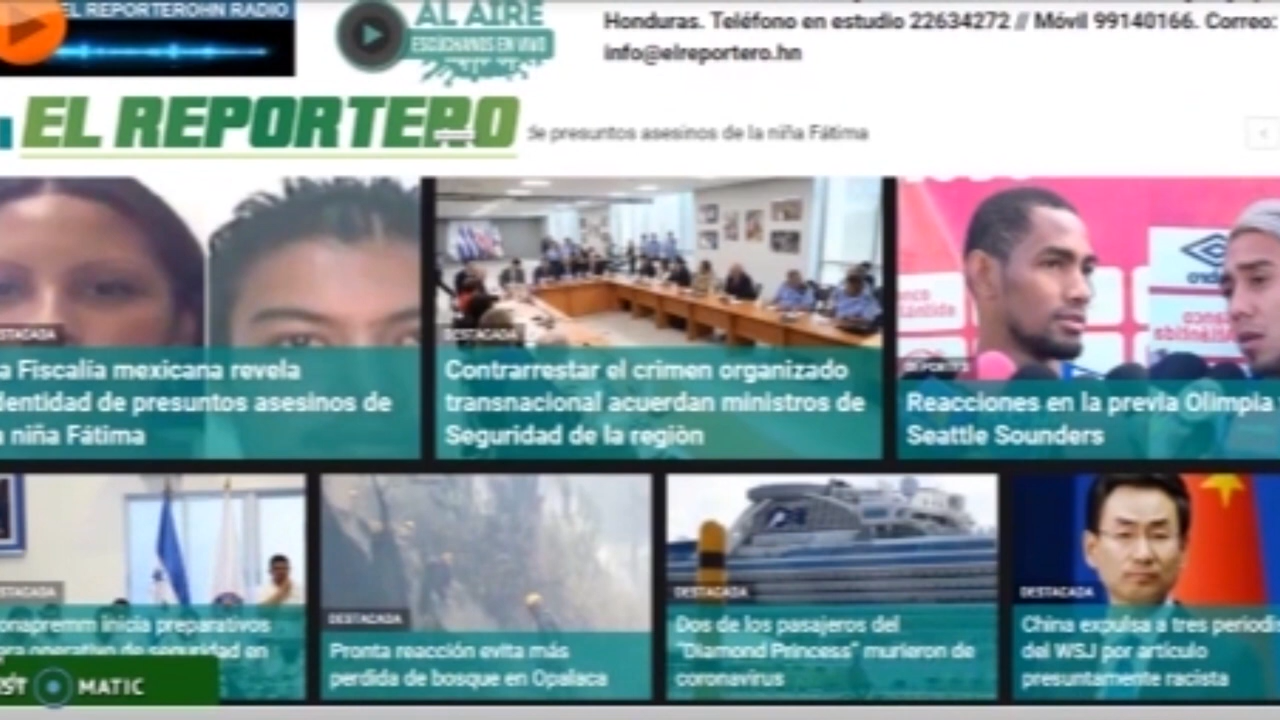 EL REPORTEROHN RADIO
AL AIRE
ESCÚCHANOS EN VIVO
Honduras. Teléfono en estudio 22634272 // Móvil 99140166. Correo:
info@elreportero.hn
EL REPORTERO
de presuntos asesinos de la niña Fátima
DESTACADA
a Fiscalía mexicana revela
dentidad de presuntos asesinos de
a niña Fátima
DESTACADA
Contrarrestar el crimen organizado
transnacional acuerdan ministros de
Seguridad de la regiòn
DEPORTES
Reacciones en la previa Olimpia
Seattle Sounders
STACADA
onapremm inicia preparativos
ara operativo de seguridad en
DESTACADA
Pronta reacción evita más
perdida de bosque en Opalaca
DESTACADA
Dos de los pasajeros del
"Diamond Princess" murieron de
coronavirus
DESTACADA
China expulsa a tres periodis
del WSJ por artículo
presuntamente racista
MATIC